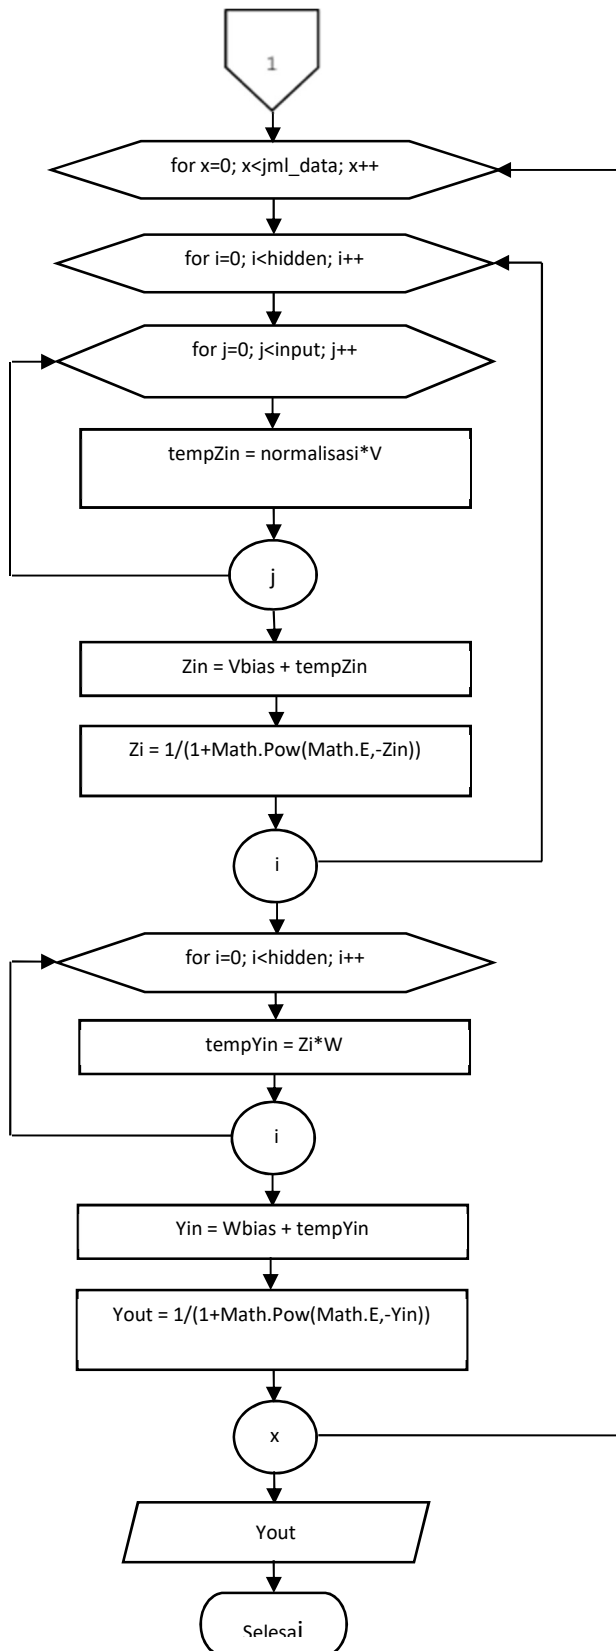 1
for x=0; x<jml_data; x++
for i=0; i<hidden; i++
for j=0; j<input; j++
tempZin = normalisasi*V
j
Zin = Vbias + tempZin
Zi = 1/(1+Math.Pow(Math.E,-Zin))
i
for i=0; i<hidden; i++
tempYin = Zi*W
i
Yin = Wbias + tempYin
Yout = 1/(1+Math.Pow(Math.E,-Yin))
x
Yout
Selesai